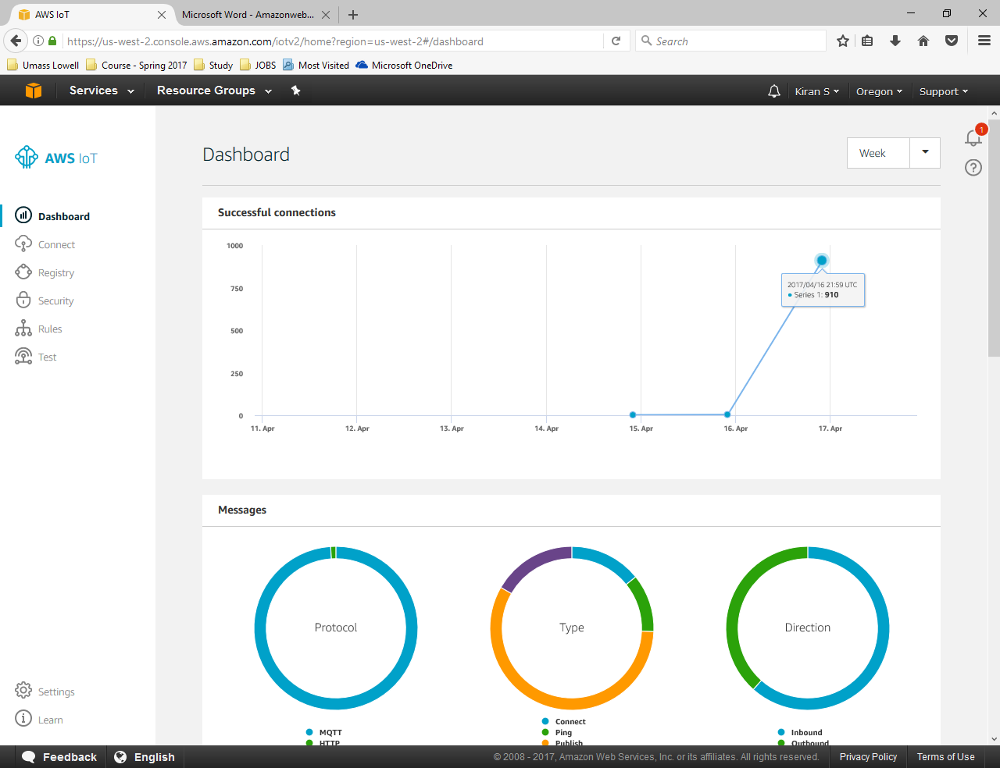 AWS IoT
Microsoft Word - Amazonweb...
https://us-west-2.console.aws.amazon.com/iotv2/home?region=us-west-2#/dashboard
Search
Umass Lowell
Course - Spring 2017
Study
JOBS
Most Visited
Microsoft OneDrive
Services
Resource Groups
Kiran S
Oregon
Support
AWS IoT
Dashboard
Connect
Registry
Security
Rules
Test
Settings
Learn
Dashboard
Week
1
Successful connections
1000
750
500
250
0
2017/04/16 21:59 UTC
Series 1: 910
11. Apr
12. Apr
13. Apr
14. Apr
15. Apr
16. Apr
17. Apr
Messages
Protocol
MQTT
HTTP
Type
Connect
Ping
Publish
Direction
Inbound
Outbound
Feedback
English
© 2008 - 2017, Amazon Web Services, Inc. or its affiliates. All rights reserved.
Privacy Policy
Terms of Use